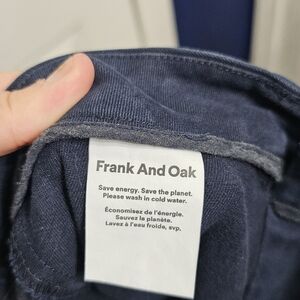 Frank And Oak
Save energy. Save the planet.
Please wash in cold water.
Économisez de l'énergie.
Sauvez la planète.
Lavez à l'eau froide, svp.